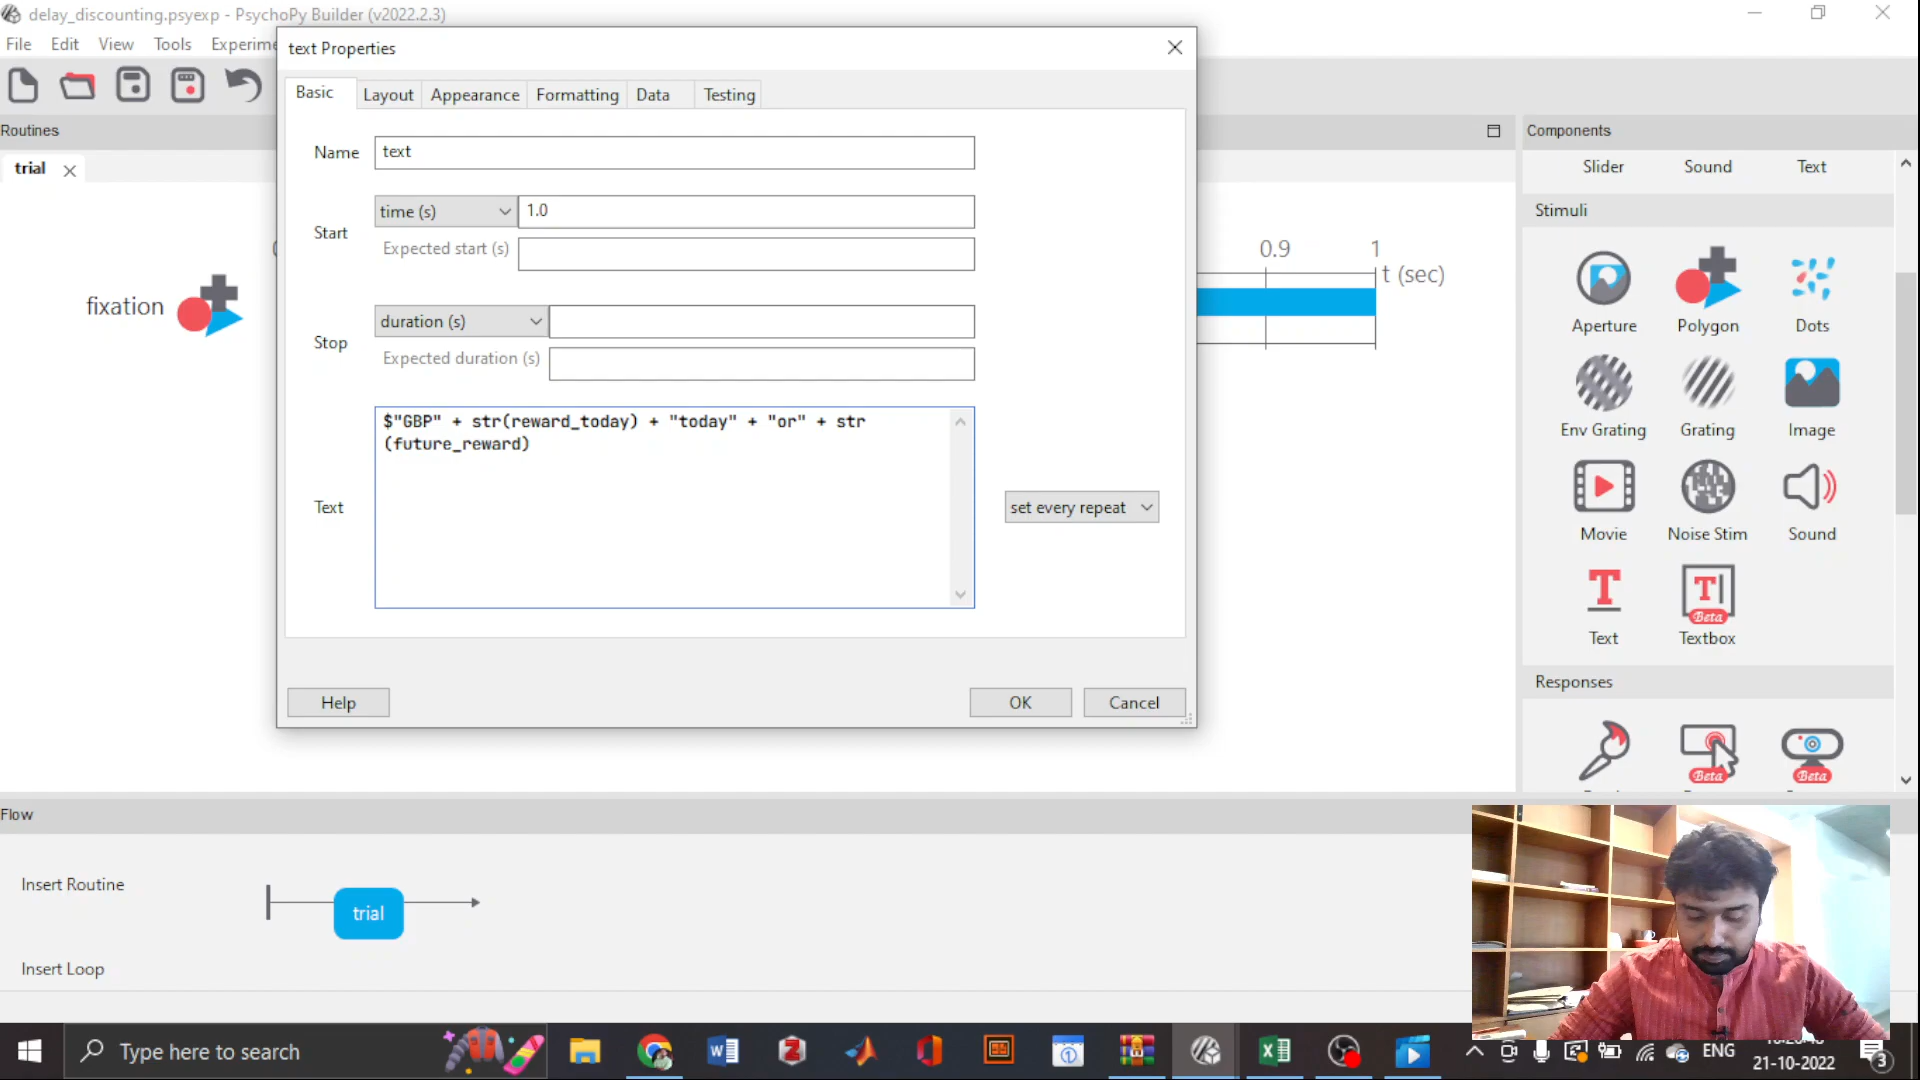 delay_discounting.psyexp - PsychoPy Builder (v2022.2.3)
File Edit View Tools
Routines
trial
fixation
text Properties
Basic Layout Appearance Formatting Data Testing
Name text
Start time (s) 1.0
Expected start (s)
Stop duration (s)
Expected duration (s)
Text
$"GBP" + str(reward_today) + "today" + "or" + str
(future_reward)
set every repeat
Help OK Cancel
0.9 1
t (sec)
Components
Slider Sound Text
Stimuli
Aperture Polygon Dots
Env Grating Grating Image
Movie Noise Stim Sound
T T
Beta
Text Textbox
Responses
Beta Beta
Flow
Insert Routine
trial
Insert Loop
Type here to search
ENG
21-10-2022
3